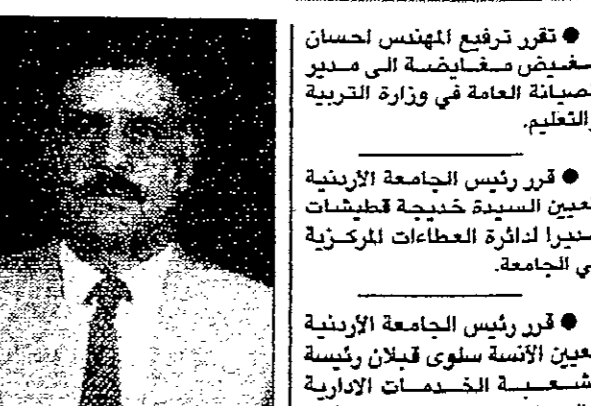 ● تقرر ترفيع المهندس احسان
مغيض مغايضة الى مدير
الصيانة العامة في وزارة التربية
والتعليم.
● قرر رئيس الجامعة الأردنية
تعيين السيدة خديجة قطيشات
مديرا لدائرة العطاءات المركزية
في الجامعة.
● قرر رئيس الجامعة الأردنية
تعيين الآنسة سلوى قبلان رئيسة
شعبة الخدمات الادارية